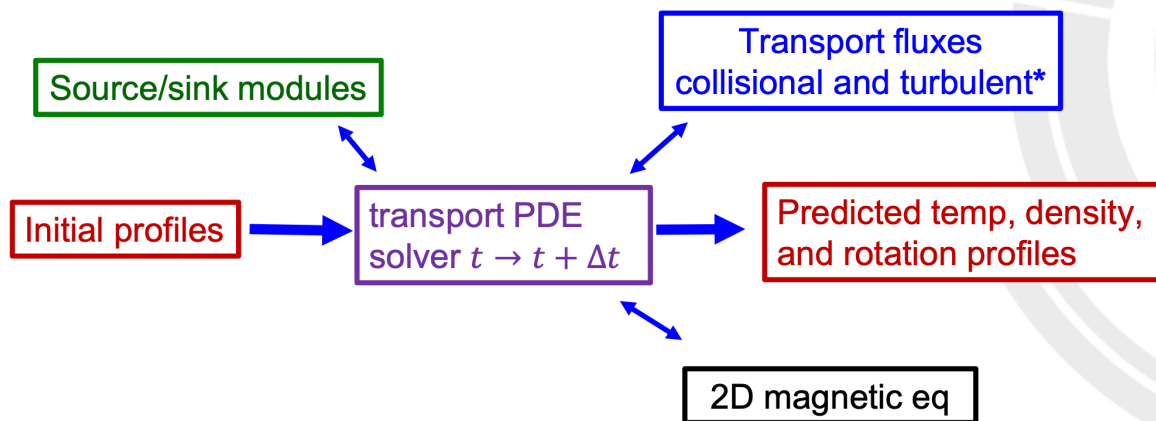 Source/sink modules
Transport fluxes
collisional and turbulent*
Initial profiles
transport PDE
solver t → t + Δt
Predicted temp, density,
and rotation profiles
2D magnetic eq